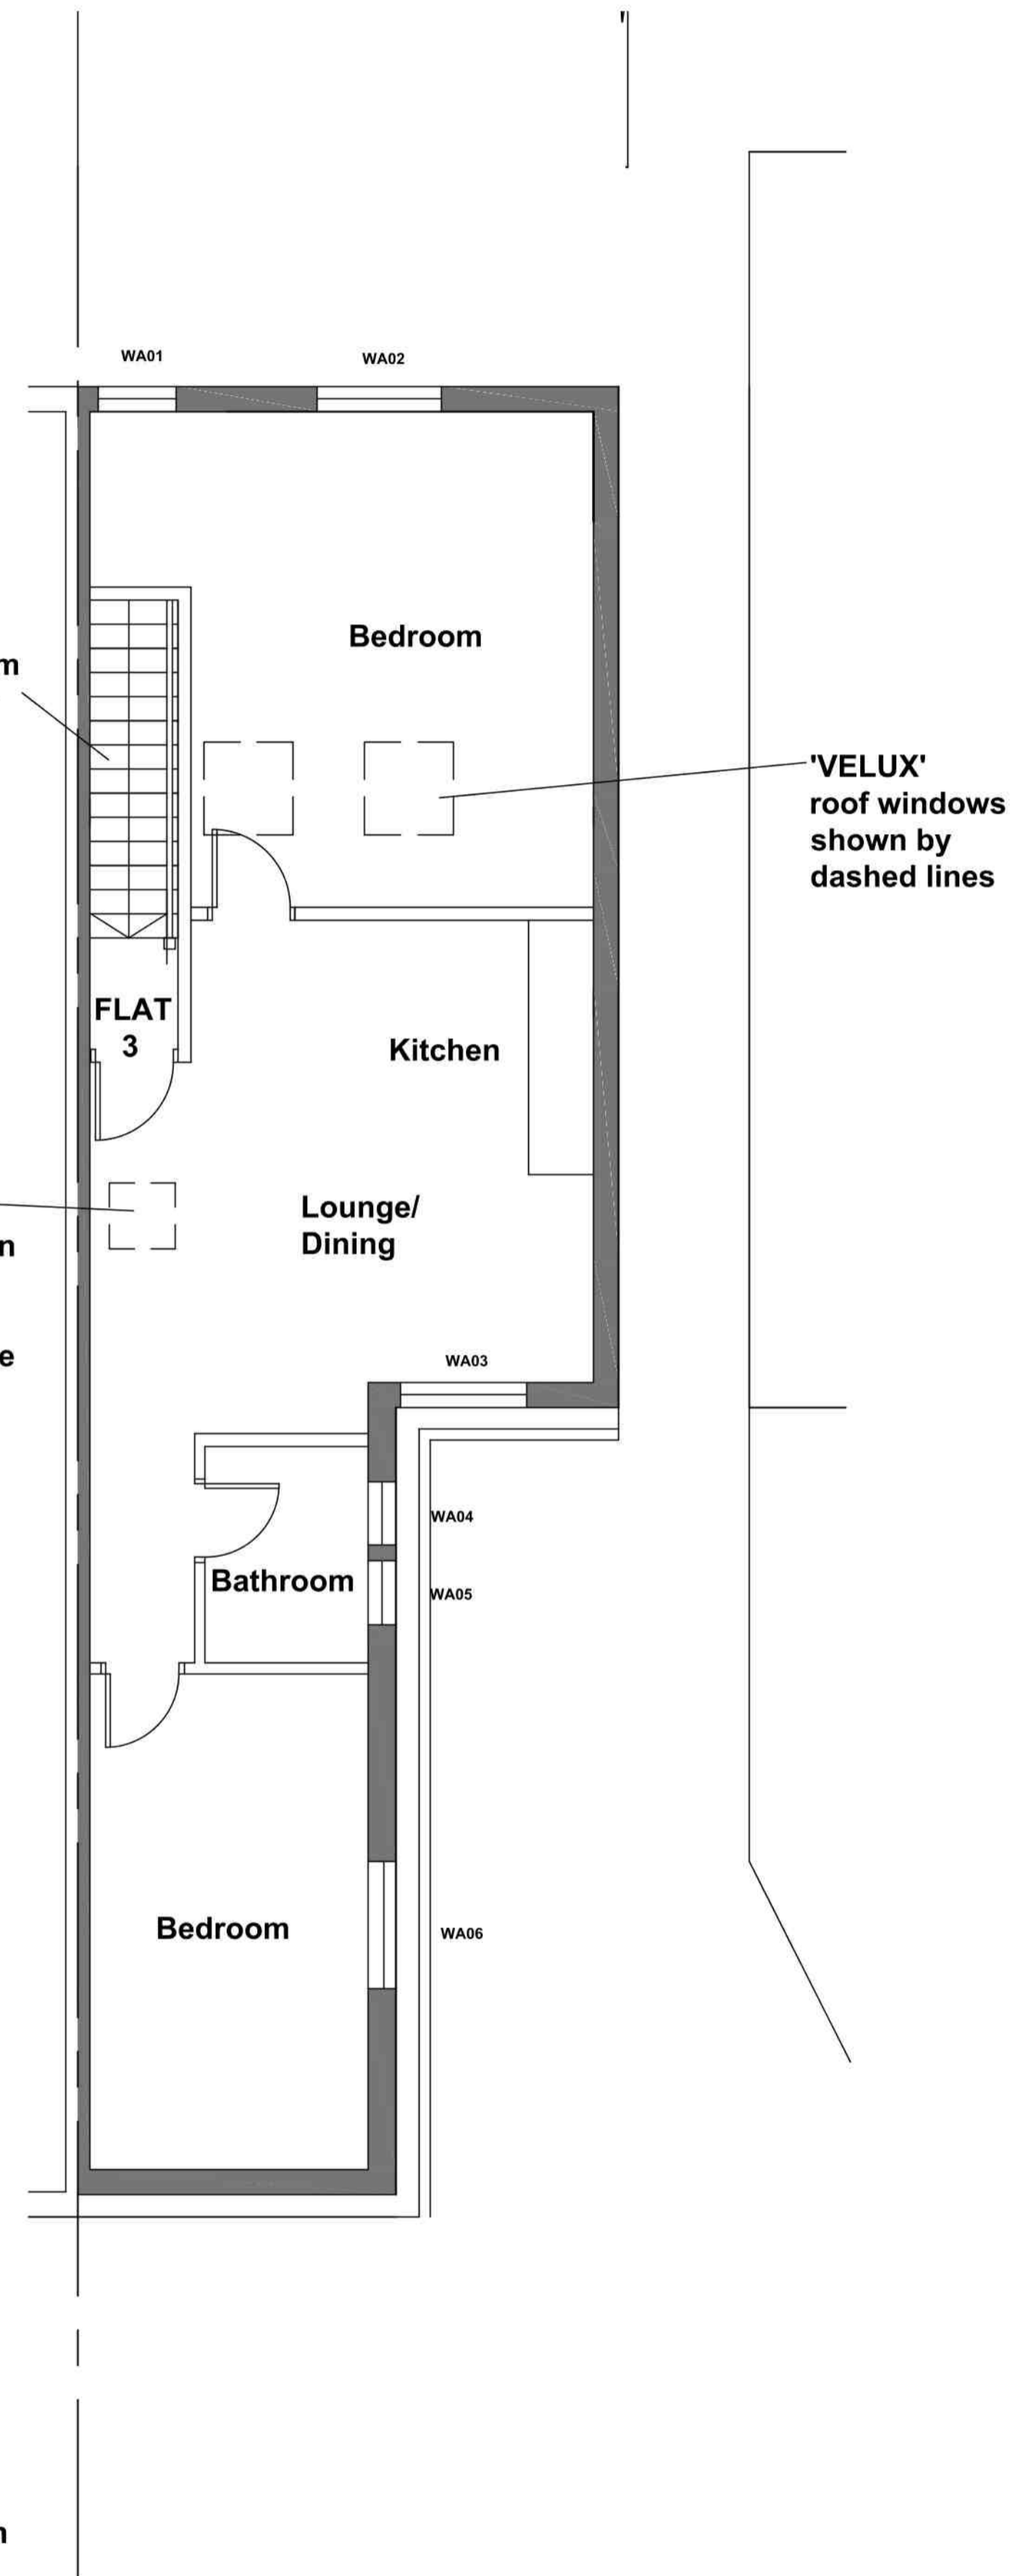 WA01
WA02
Bedroom
'VELUX'
roof windows
shown by
dashed lines
FLAT
3
Kitchen
Lounge/
Dining
WA03
WA04
Bathroom
WA05
Bedroom
WA06